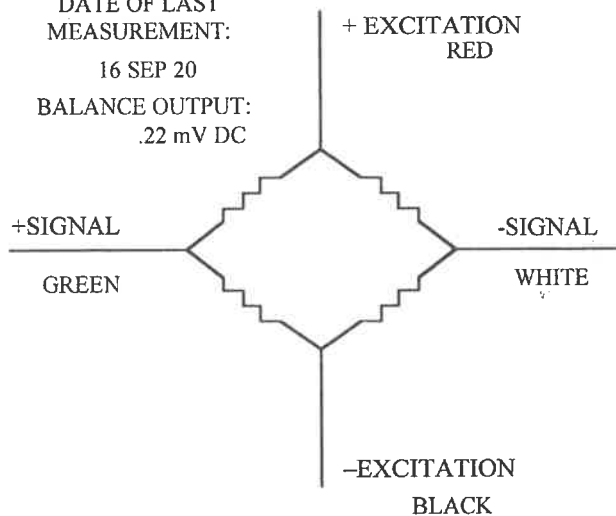 DATE OF LAST
MEASUREMENT:
16 SEP 20
BALANCE OUTPUT:
.22 mV DC
+ EXCITATION
RED
+SIGNAL
GREEN
-SIGNAL
WHITE
–EXCITATION
BLACK